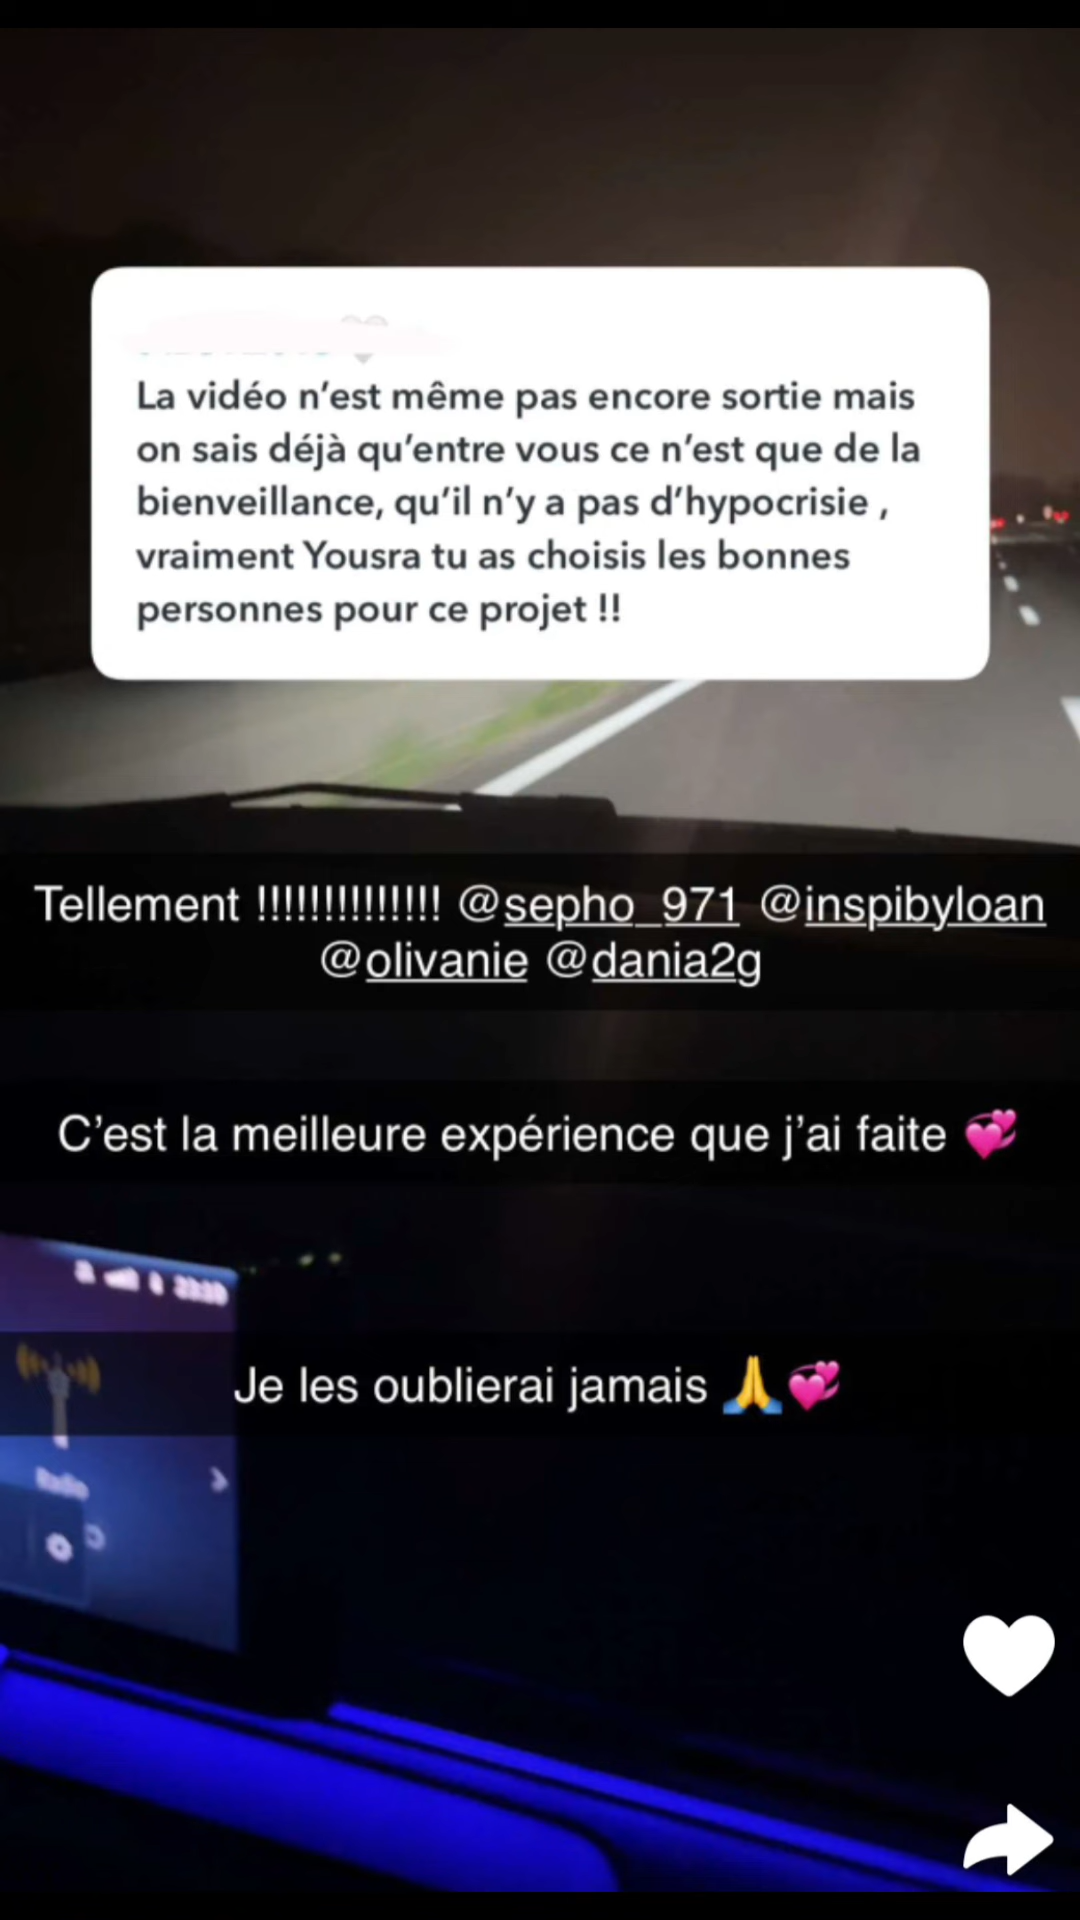 La vidéo n'est même pas encore sortie mais
on sais déjà qu'entre vous ce n'est que de la
bienveillance, qu'il n'y a pas d'hypocrisie ,
vraiment Yousra tu as choisis les bonnes
personnes pour ce projet !!
Tellement !!!!!!!!!!!!!!! @sepho_971 @inspibyloan
@olivanie @dania2g
C'est la meilleure expérience que j'ai faite 💞
Je les oublierai jamais 🙏💞
Radio